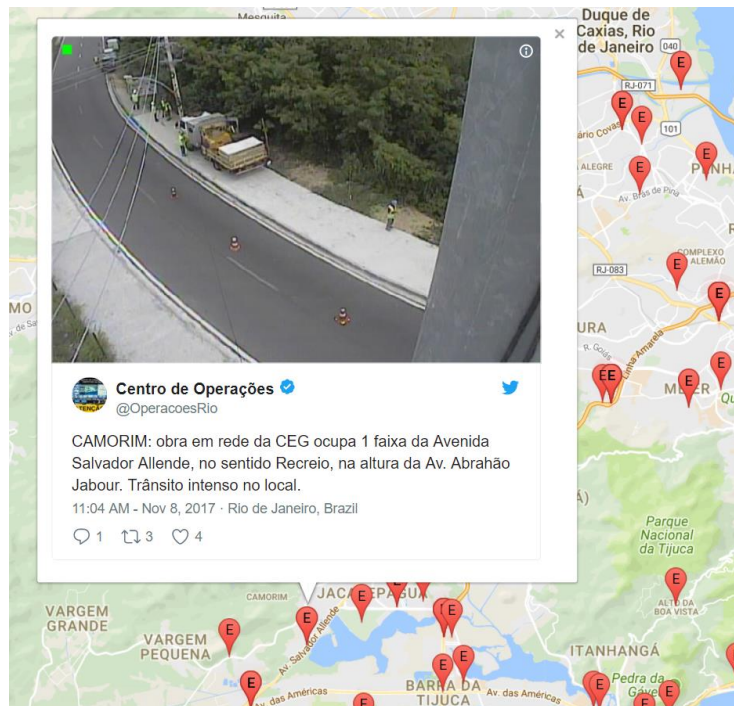 Mesquita
Duque de
Caxias, Rio
de Janeiro
040
E
RJ-071
E
E
101
ário Covas
ALEGRE
E
E
PENHA
Av. Brás de Pina
COMPLEXO
ALEMÃO
E
RJ-083
E
MO
URA
R. Goiás
Linha Amarela
E
E
E
E
MEIER
Centro de Operações
@OperacoesRio
CAMORIM: obra em rede da CEG ocupa 1 faixa da Avenida
Salvador Allende, no sentido Recreio, na altura da Av. Abrahão
Jabour. Trânsito intenso no local.
11:04 AM - Nov 8, 2017 · Rio de Janeiro, Brazil
1 3 4
Parque
Nacional
da Tijuca
E
ALTO DA
BOA VISTA
VARGEM
GRANDE
CAMORIM
JACAREPAGUÁ
E
E
E
E
E
VARGEM
PEQUENA
Av. Salvador Allende
ITANHANGÁ
E
E
E
E
Pedra da
Gávea
E
E
E
Av. das Américas
BARRA DA
TIJUCA
Av. das Américas